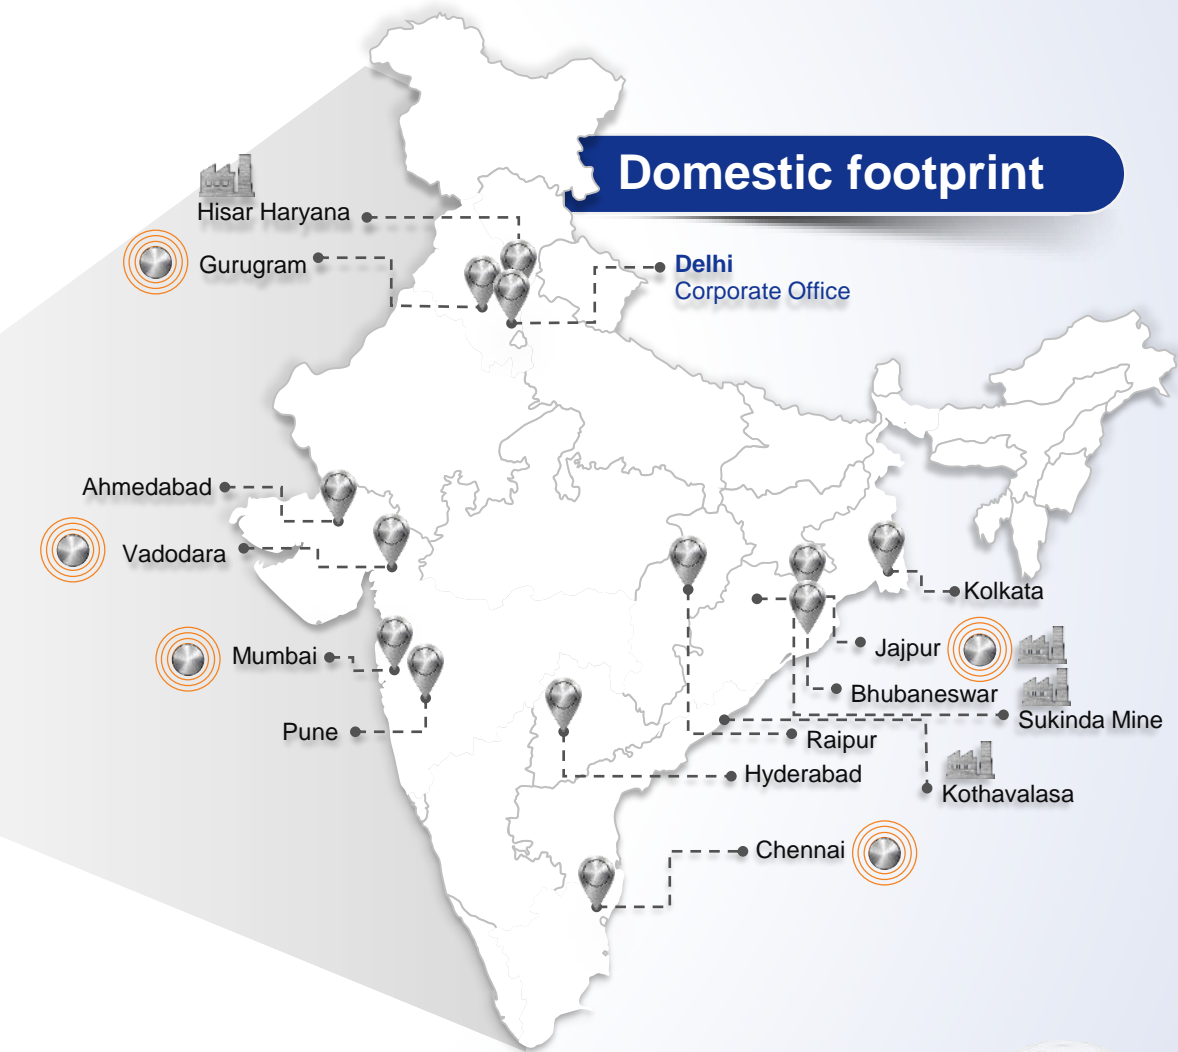 Domestic footprint
Hisar Haryana
Gurugram
Delhi
Corporate Office
Ahmedabad
Vadodara
Kolkata
Mumbai
Jajpur
Bhubaneswar
Sukinda Mine
Pune
Raipur
Hyderabad
Kothavalasa
Chennai